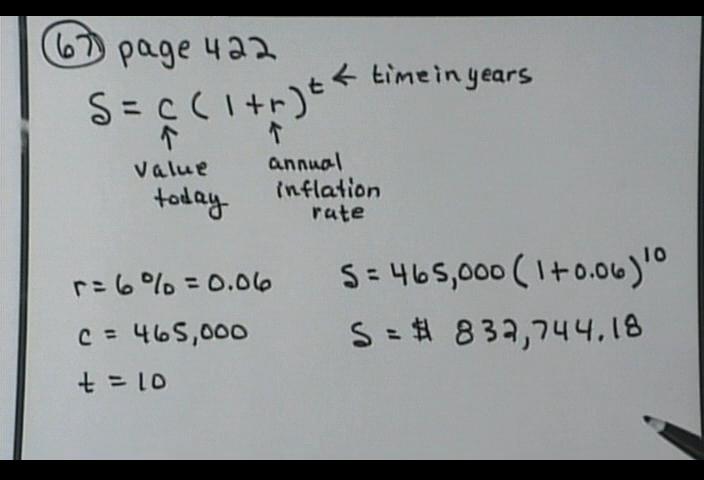 67 page 422
S = c ( 1 + r )^t ← time in years
↑ ↑
value today
annual inflation rate
r = 6% = 0.06
c = 465,000
t = 10
S = 465,000 ( 1 + 0.06 )^10
S = $ 832,744.18